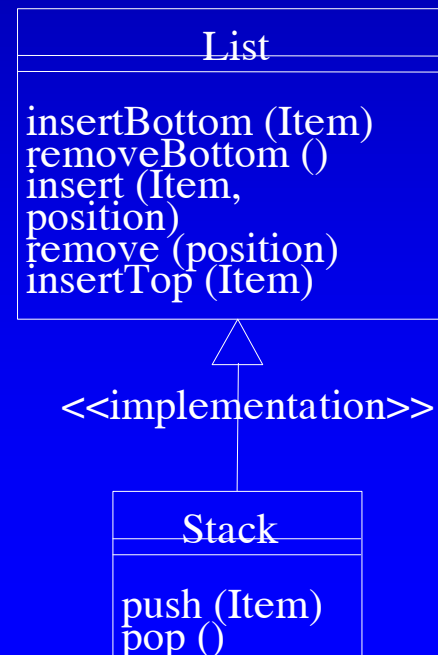 List
insertBottom (Item)
removeBottom ()
insert (Item,
position)
remove (position)
insertTop (Item)
<<implementation>>
Stack
push (Item)
pop ()